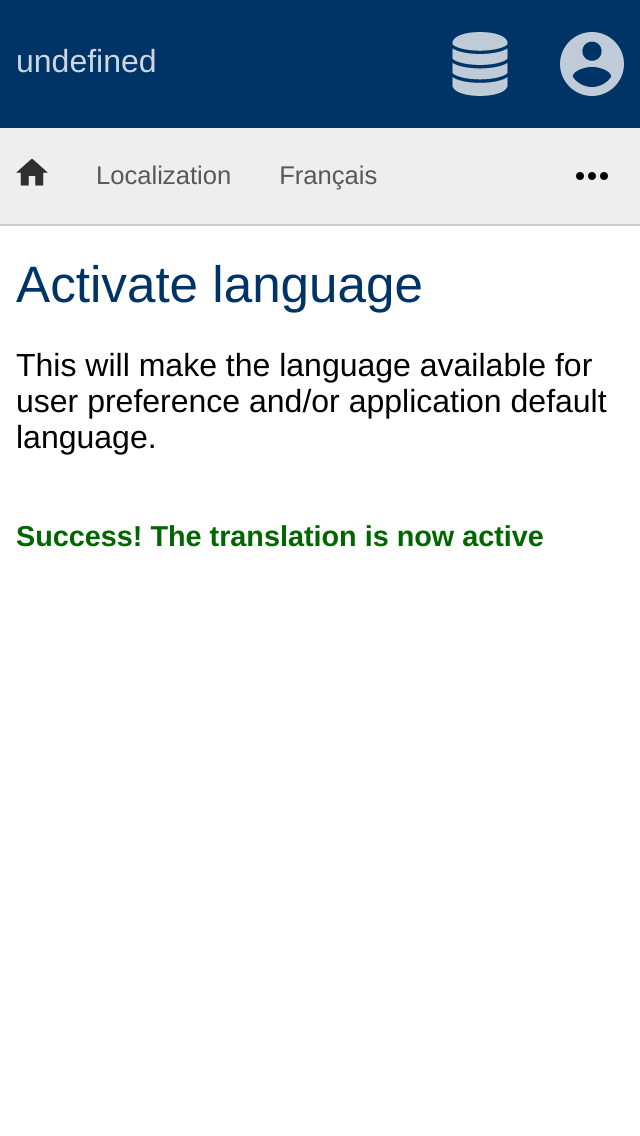 undefined
Localization Français
Activate language
This will make the language available for
user preference and/or application default
language.
Success! The translation is now active